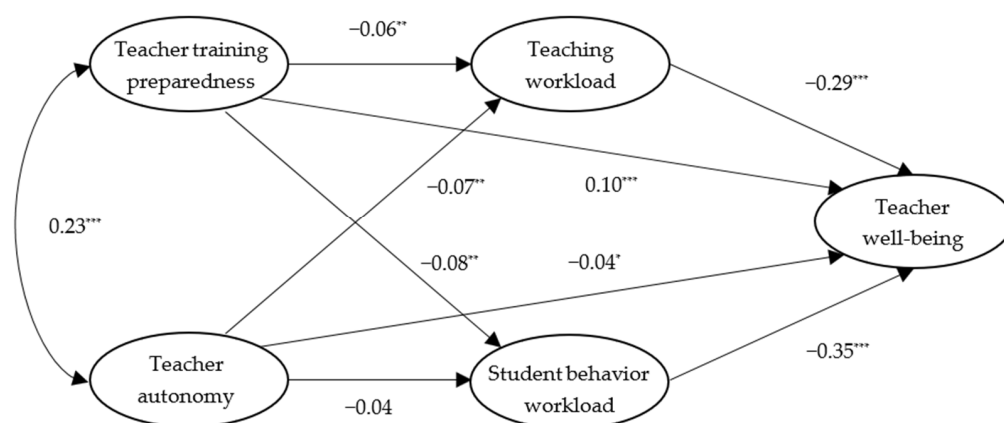 −0.06**
Teacher training
preparedness
Teaching
workload
−0.29***
−0.07**
0.10***
0.23***
Teacher
well-being
−0.08**
−0.04*
Teacher
autonomy
−0.04
Student behavior
workload
−0.35***